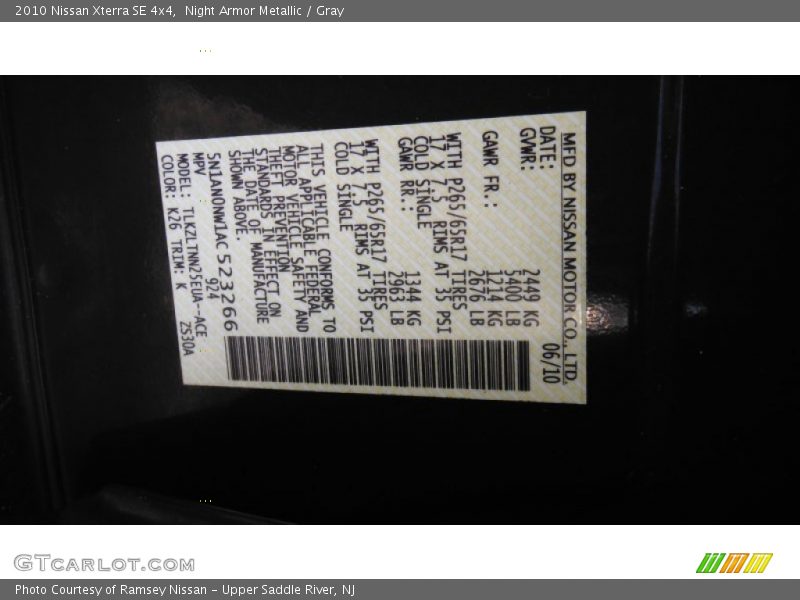 2010 Nissan Xterra SE 4x4,  Night Armor Metallic / Gray
MFD BY NISSAN MOTOR CO., LTD.
DATE: 06/10
GVWR: 2449 KG
5400 LB
GAWR FR.: 1214 KG
2676 LB
WITH P265/65R17 TIRES
17 X 7.5 RIMS AT 35 PSI
COLD SINGLE
GAWR RR.: 1344 KG
2963 LB
WITH P265/65R17 TIRES
17 X 7.5 RIMS AT 35 PSI
COLD SINGLE
THIS VEHICLE CONFORMS TO
ALL APPLICABLE FEDERAL
MOTOR VEHICLE SAFETY AND
THEFT PREVENTION
STANDARDS IN EFFECT ON
THE DATE OF MANUFACTURE
SHOWN ABOVE.
5N1AN0NW1AC523266
MPV 924
MODEL: TLKZLTNN25EUA--ACE
COLOR: K26 TRIM: K 2S30A
GTcarlot.com
Photo Courtesy of Ramsey Nissan - Upper Saddle River, NJ